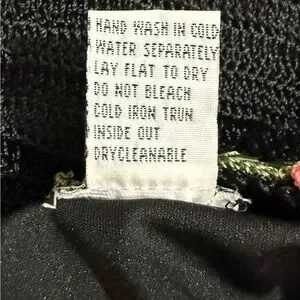 HAND WASH IN COLD
WATER SEPARATELY
LAY FLAT TO DRY
DO NOT BLEACH
COLD IRON TRUN
INSIDE OUT
DRYCLEANABLE